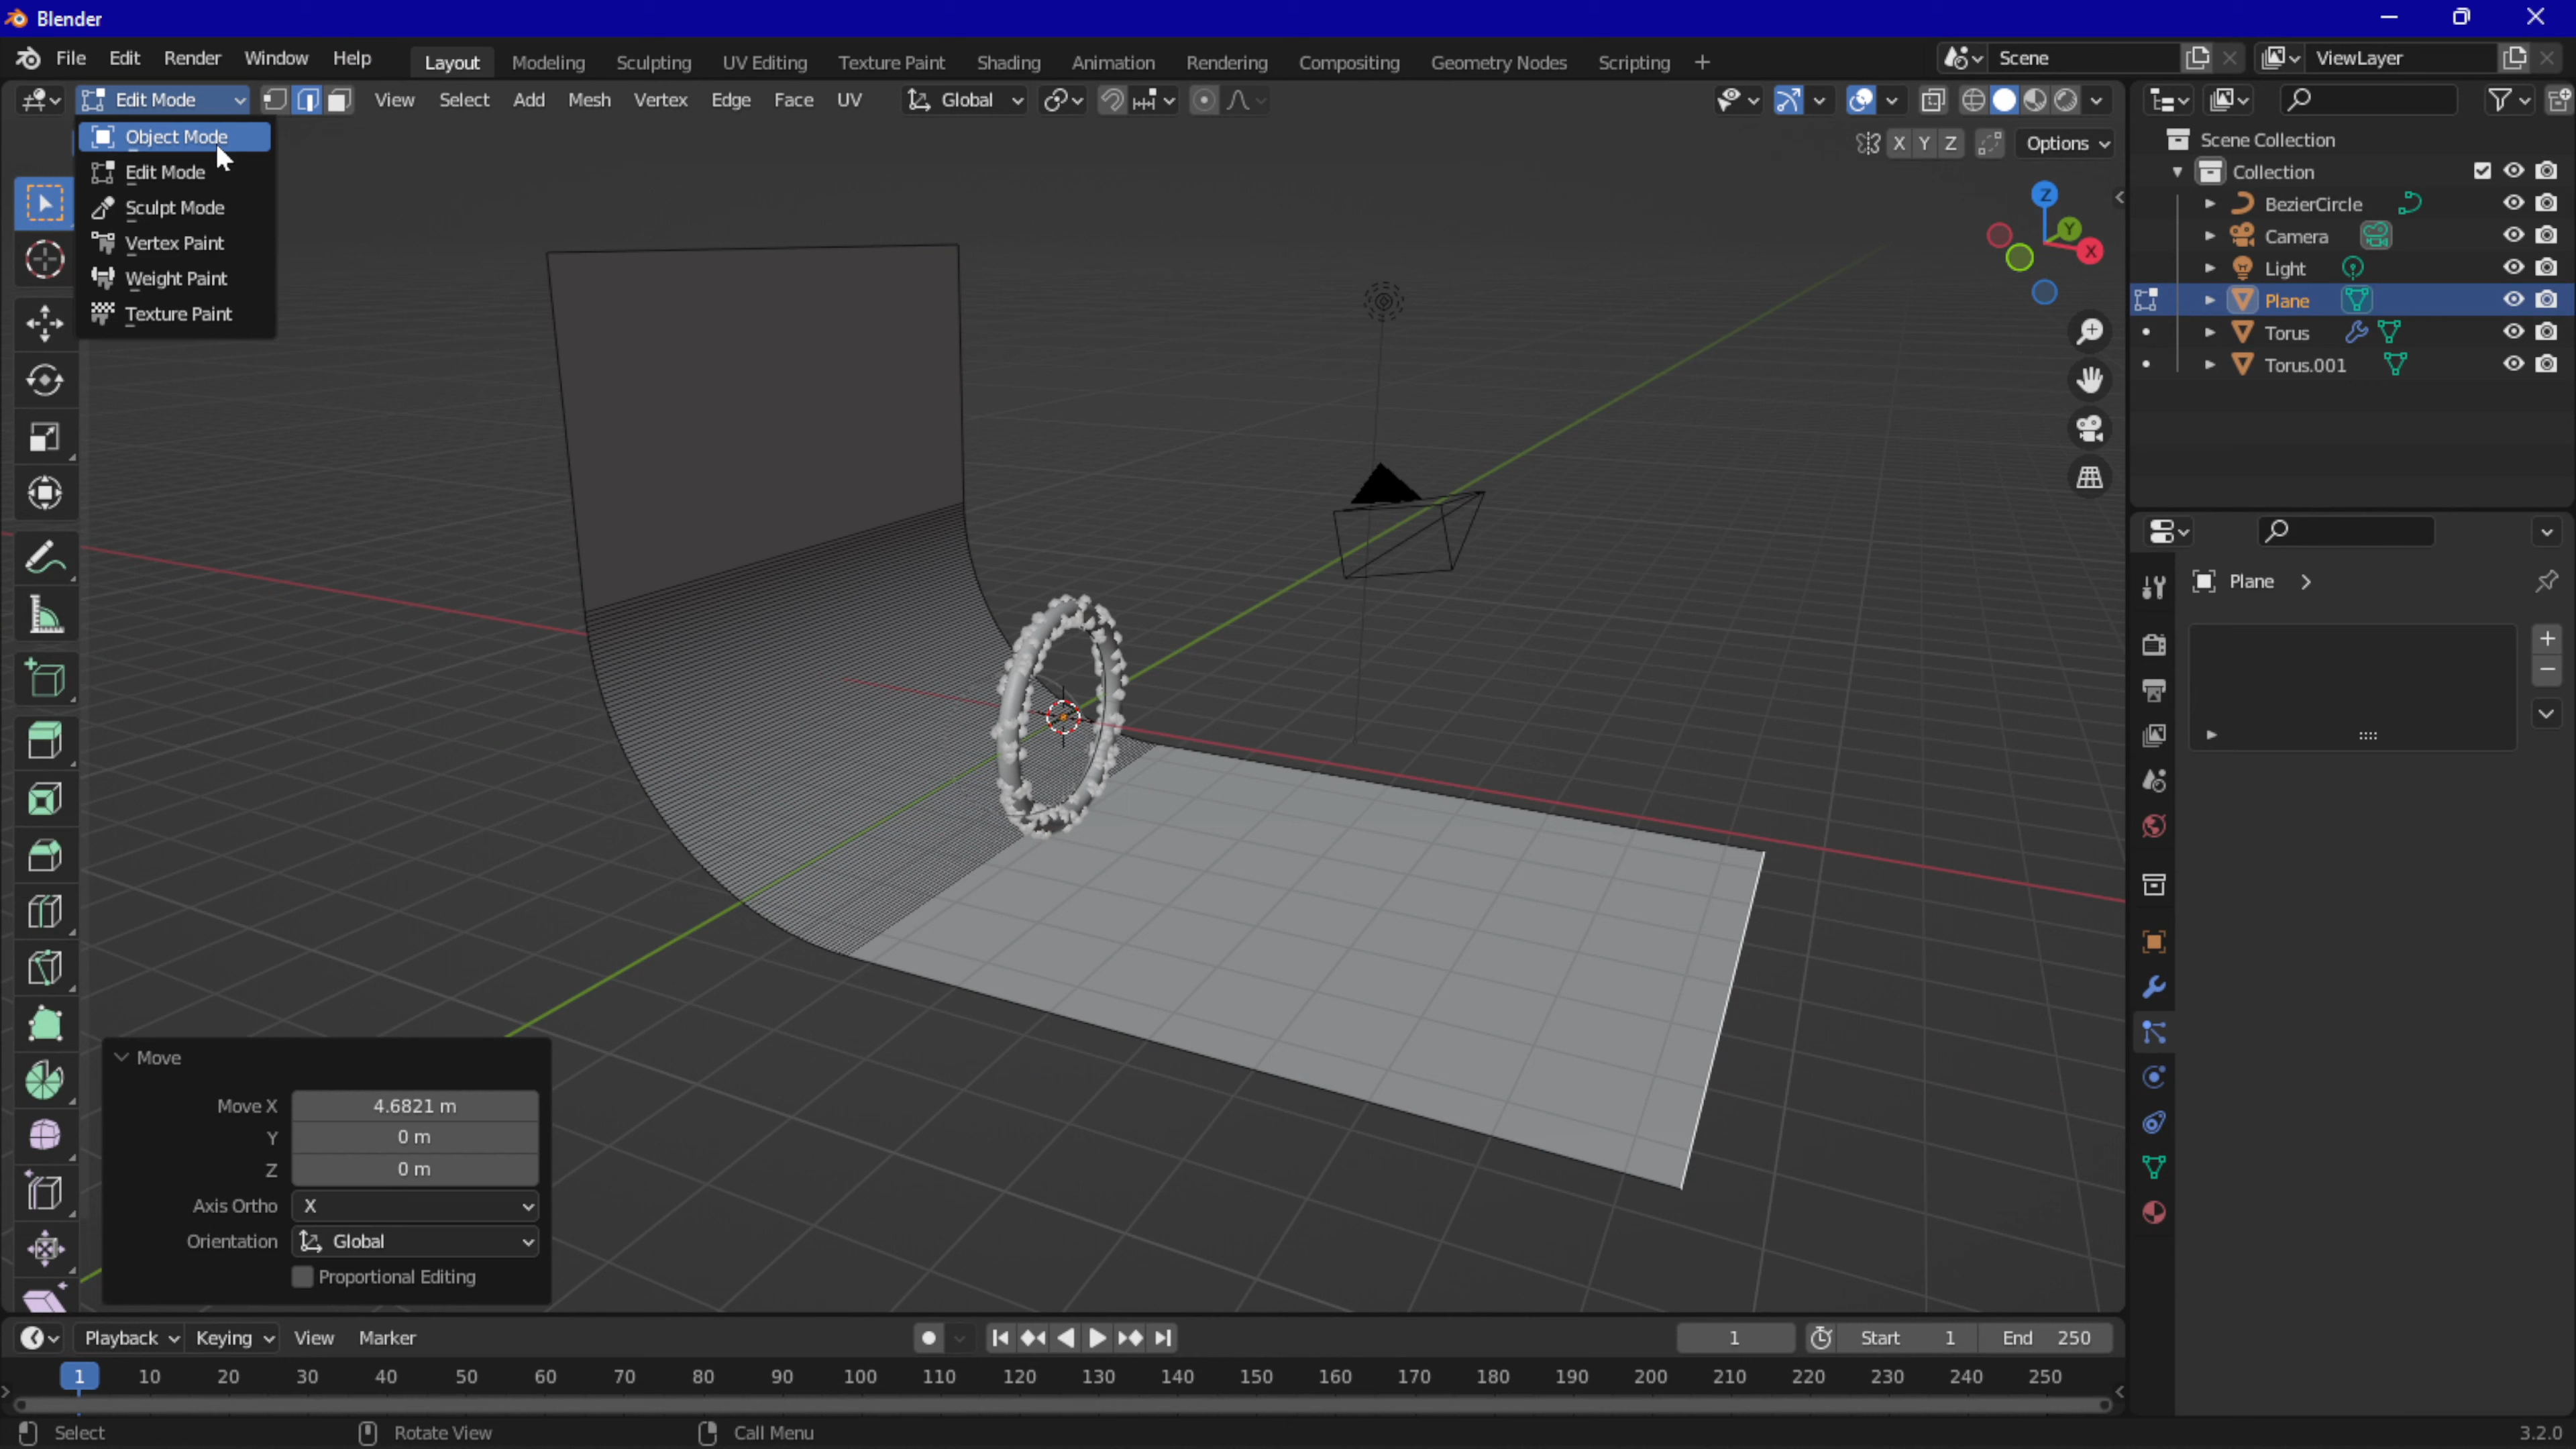 Blender
File Edit Render Window Help Layout Modeling Sculpting UV Editing Texture Paint Shading Animation Rendering Compositing Geometry Nodes Scripting + Scene ViewLayer
Edit Mode View Select Add Mesh Vertex Edge Face UV Global
Object Mode
Edit Mode
Sculpt Mode
Vertex Paint
Weight Paint
Texture Paint
X Y Z Options
Z
Y
X
Scene Collection
Collection
BezierCircle
Camera
Light
Plane
Torus
Torus.001
Plane
Move
Move X 4.6821 m
Y 0 m
Z 0 m
Axis Ortho X
Orientation Global
Proportional Editing
Playback Keying View Marker 1 Start 1 End 250
1 10 20 30 40 50 60 70 80 90 100 110 120 130 140 150 160 170 180 190 200 210 220 230 240 250
Select Rotate View Call Menu 3.2.0